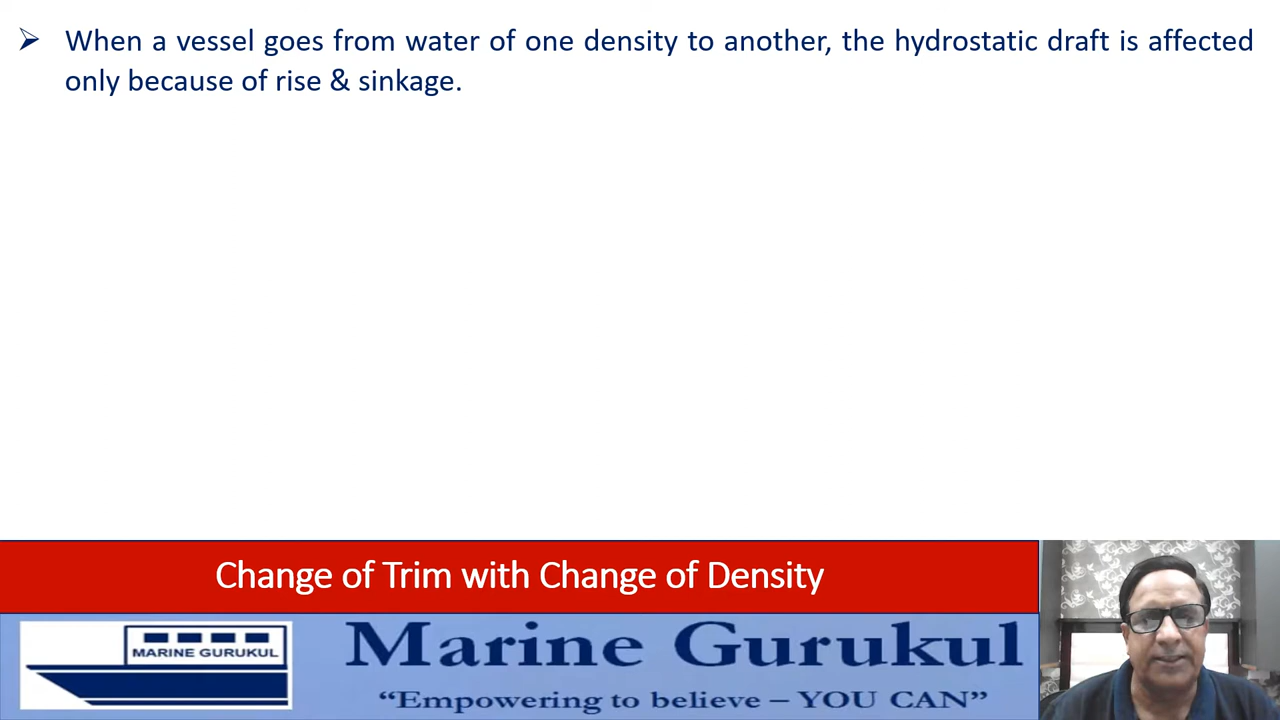 ➢ When a vessel goes from water of one density to another, the hydrostatic draft is affected
only because of rise & sinkage.
Change of Trim with Change of Density
MARINE GURUKUL
Marine Gurukul
“Empowering to believe – YOU CAN”